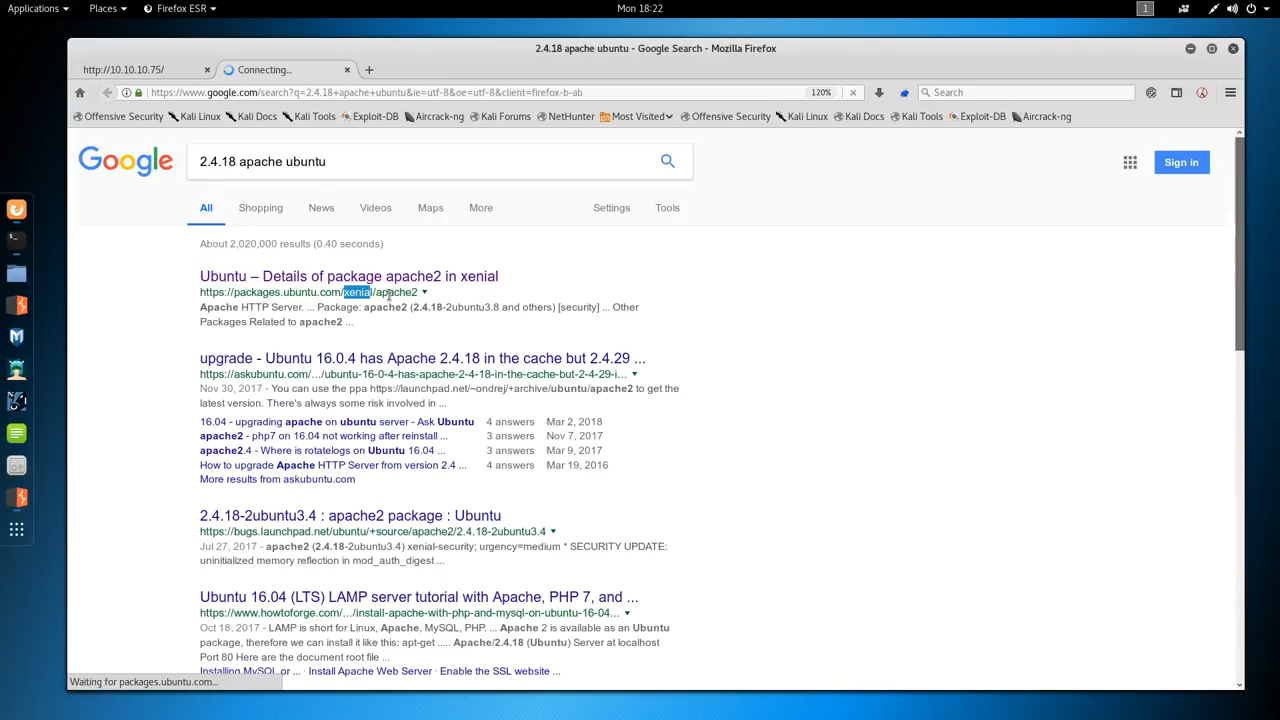 Applications Places Firefox ESR Mon 18:22 1
2.4.18 apache ubuntu - Google Search - Mozilla Firefox
http://10.10.10.75/ × Connecting... × +
https://www.google.com/search?q=2.4.18+apache+ubuntu&ie=utf-8&oe=utf-8&client=firefox-b-ab 120% Search
Offensive Security Kali Linux Kali Docs Kali Tools Exploit-DB Aircrack-ng Kali Forums NetHunter Most Visited Offensive Security Kali Linux Kali Docs Kali Tools Exploit-DB Aircrack-ng
Google 2.4.18 apache ubuntu Sign in
All Shopping News Videos Maps More Settings Tools
About 2,020,000 results (0.40 seconds)
Ubuntu – Details of package apache2 in xenial
https://packages.ubuntu.com/xenial/apache2
Apache HTTP Server. ... Package: apache2 (2.4.18-2ubuntu3.8 and others) [security] ... Other
Packages Related to apache2 ...
upgrade - Ubuntu 16.0.4 has Apache 2.4.18 in the cache but 2.4.29 ...
https://askubuntu.com/.../ubuntu-16-0-4-has-apache-2-4-18-in-the-cache-but-2-4-29-i...
Nov 30, 2017 - You can use the ppa https://launchpad.net/~ondrej/+archive/ubuntu/apache2 to get the
latest version. There's always some risk involved in ...
16.04 - upgrading apache on ubuntu server - Ask Ubuntu 4 answers Mar 2, 2018
apache2 - php7 on 16.04 not working after reinstall ... 3 answers Nov 7, 2017
apache2.4 - Where is rotatelogs on Ubuntu 16.04 ... 3 answers Mar 9, 2017
How to upgrade Apache HTTP Server from version 2.4 ... 4 answers Mar 19, 2016
More results from askubuntu.com
2.4.18-2ubuntu3.4 : apache2 package : Ubuntu
https://bugs.launchpad.net/ubuntu/+source/apache2/2.4.18-2ubuntu3.4
Jul 27, 2017 - apache2 (2.4.18-2ubuntu3.4) xenial-security; urgency=medium * SECURITY UPDATE:
uninitialized memory reflection in mod_auth_digest ...
Ubuntu 16.04 (LTS) LAMP server tutorial with Apache, PHP 7, and ...
https://www.howtoforge.com/.../install-apache-with-php-and-mysql-on-ubuntu-16-04...
Oct 18, 2017 - LAMP is short for Linux, Apache, MySQL, PHP. ... Apache 2 is available as an Ubuntu
package, therefore we can install it like this: apt-get ..... Apache/2.4.18 (Ubuntu) Server at localhost
Port 80 Here are the document root file ...
Installing MySQL or ... · Install Apache Web Server · Enable the SSL website ...
Waiting for packages.ubuntu.com...